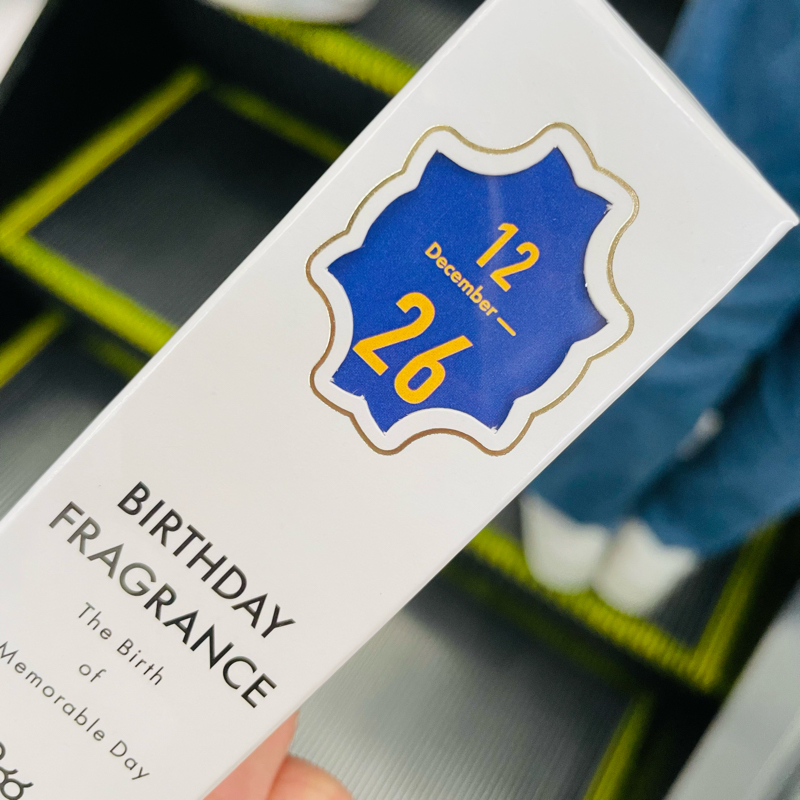 12
December —
26
BIRTHDAY
FRAGRANCE
The Birth
of
Memorable Day